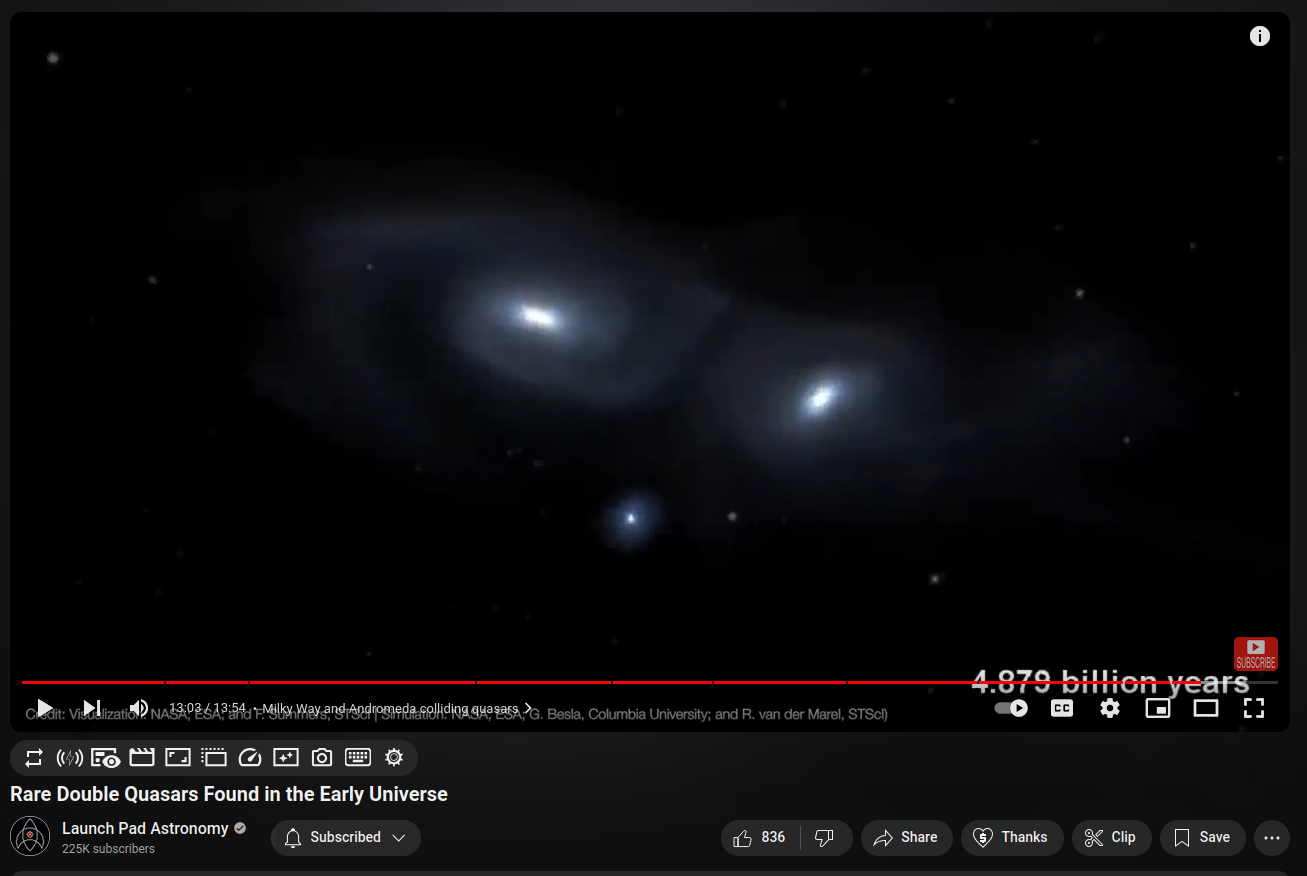 SUBSCRIBE
4.879 billion years
13:03 / 13:54 • Milky Way and Andromeda colliding quasars
Credit: Visualization: NASA, ESA, and F. Summers, STScI | Simulation: NASA, ESA, G. Besla, Columbia University; and R. van der Marel, STScI)
CC
Rare Double Quasars Found in the Early Universe
Launch Pad Astronomy
225K subscribers
Subscribed
836
Share
Thanks
Clip
Save